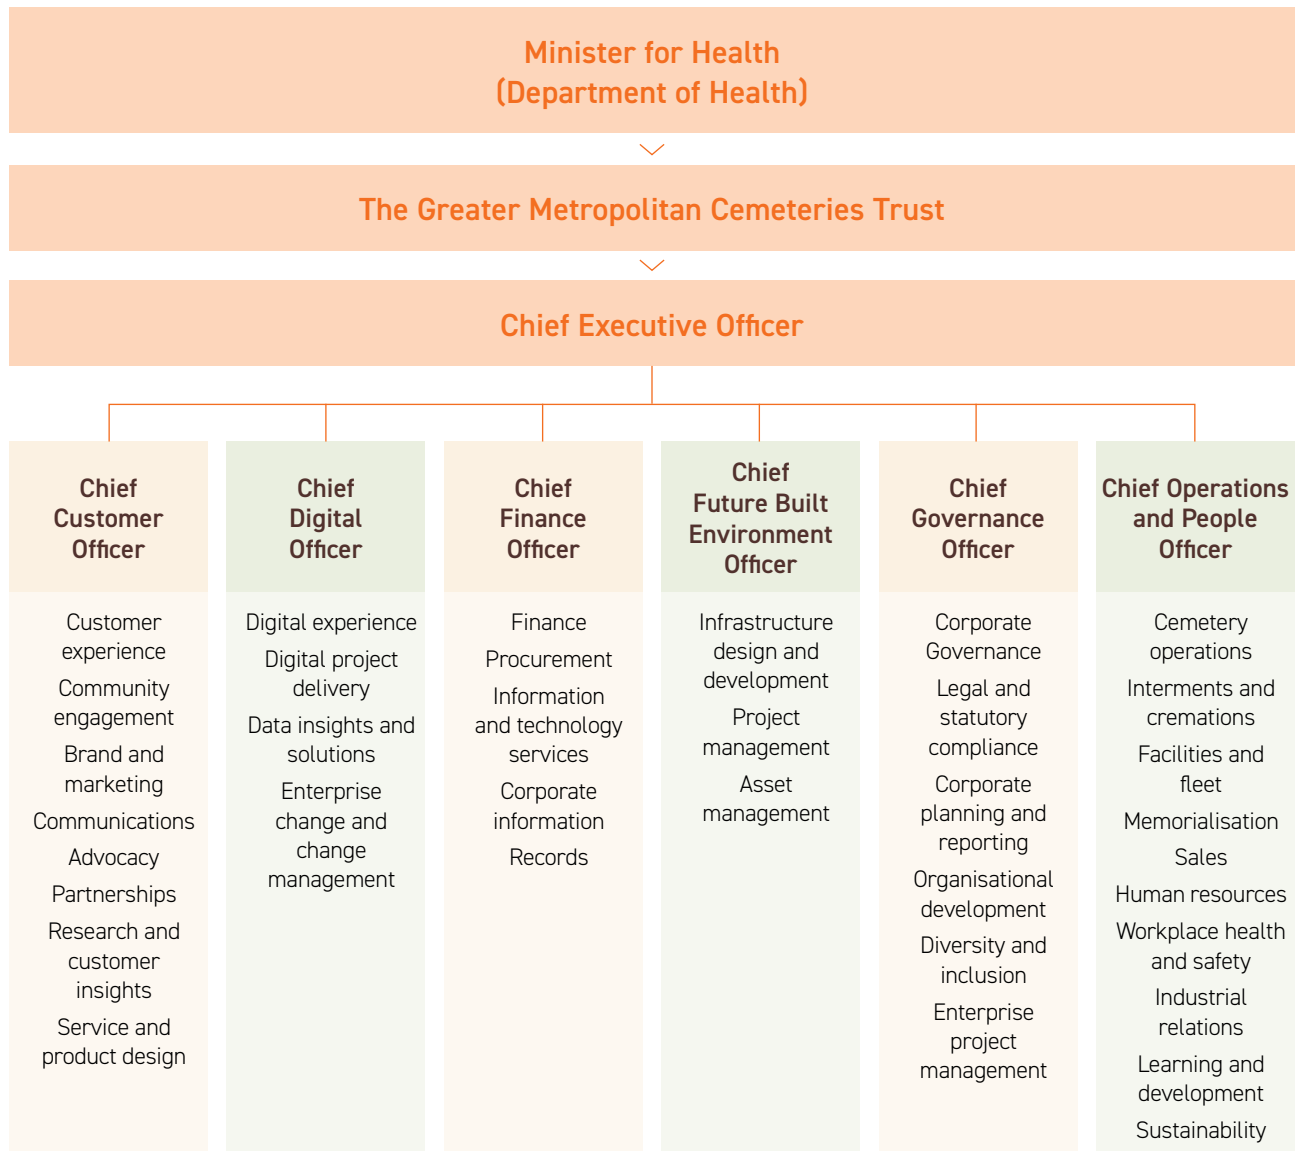 Minister for Health
(Department of Health)
The Greater Metropolitan Cemeteries Trust
Chief Executive Officer
Chief
Customer
Officer
Customer
experience
Community
engagement
Brand and
marketing
Communications
Advocacy
Partnerships
Research and
customer
insights
Service and
product design
Chief
Digital
Officer
Digital experience
Digital project
delivery
Data insights and
solutions
Enterprise
change and
change
management
Chief
Finance
Officer
Finance
Procurement
Information
and technology
services
Corporate
information
Records
Chief
Future Built
Environment
Officer
Infrastructure
design and
development
Project
management
Asset
management
Chief
Governance
Officer
Corporate
Governance
Legal and
statutory
compliance
Corporate
planning and
reporting
Organisational
development
Diversity and
inclusion
Enterprise
project
management
Chief Operations
and People
Officer
Cemetery
operations
Interments and
cremations
Facilities and
fleet
Memorialisation
Sales
Human resources
Workplace health
and safety
Industrial
relations
Learning and
development
Sustainability